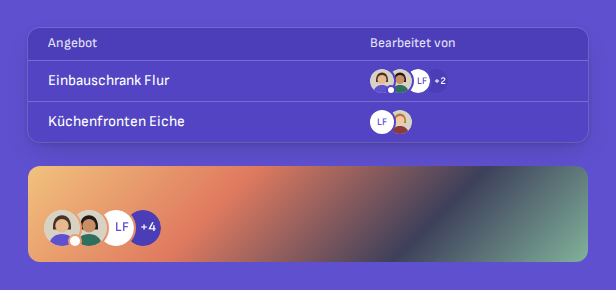 Angebot Bearbeitet von
Einbauschrank Flur LF +2
Küchenfronten Eiche LF
LF +4